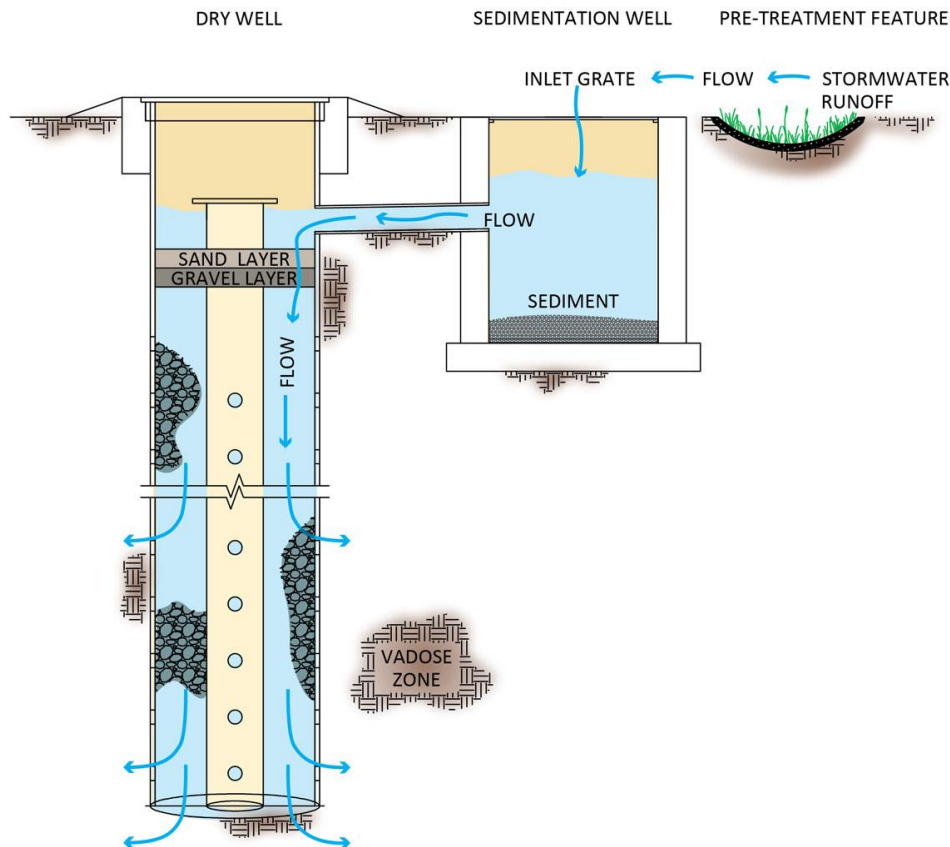 DRY WELL
SEDIMENTATION WELL
PRE-TREATMENT FEATURE
INLET GRATE
FLOW
STORMWATER
RUNOFF
FLOW
SAND LAYER
GRAVEL LAYER
SEDIMENT
FLOW
VADOSE
ZONE